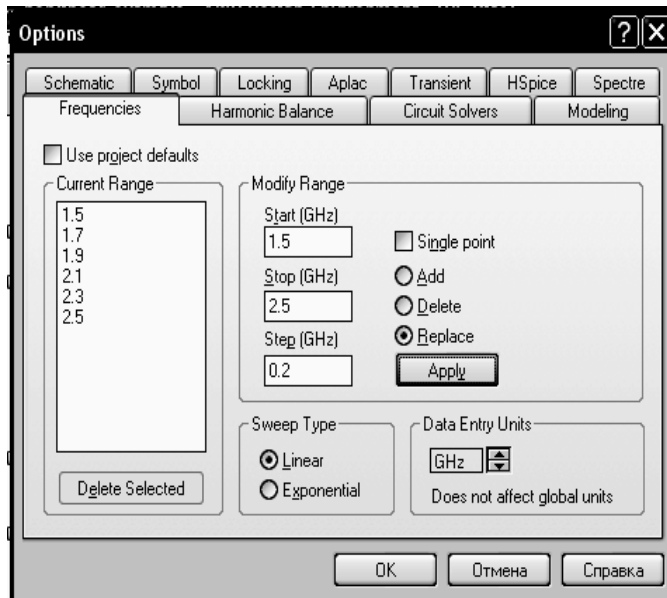 Options
Schematic Symbol Locking Aplac Transient HSpice Spectre
Frequencies Harmonic Balance Circuit Solvers Modeling
Use project defaults
Current Range
1.5
1.7
1.9
2.1
2.3
2.5
Delete Selected
Modify Range
Start (GHz)
1.5
Stop (GHz)
2.5
Step (GHz)
0.2
Single point
Add
Delete
Replace
Apply
Sweep Type
Linear
Exponential
Data Entry Units
GHz
Does not affect global units
OK Отмена Справка